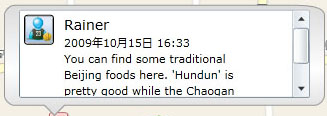 Rainer
2009年10月15日 16:33
You can find some traditional
Beijing foods here. 'Hundun' is
pretty good while the Chaogan